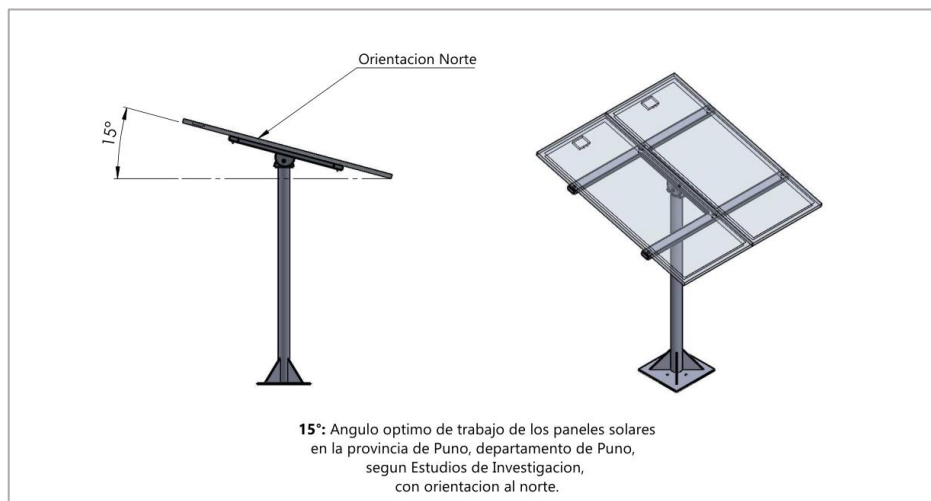 Orientacion Norte
15°
15°: Angulo optimo de trabajo de los paneles solares
en la provincia de Puno, departamento de Puno,
segun Estudios de Investigacion,
con orientacion al norte.